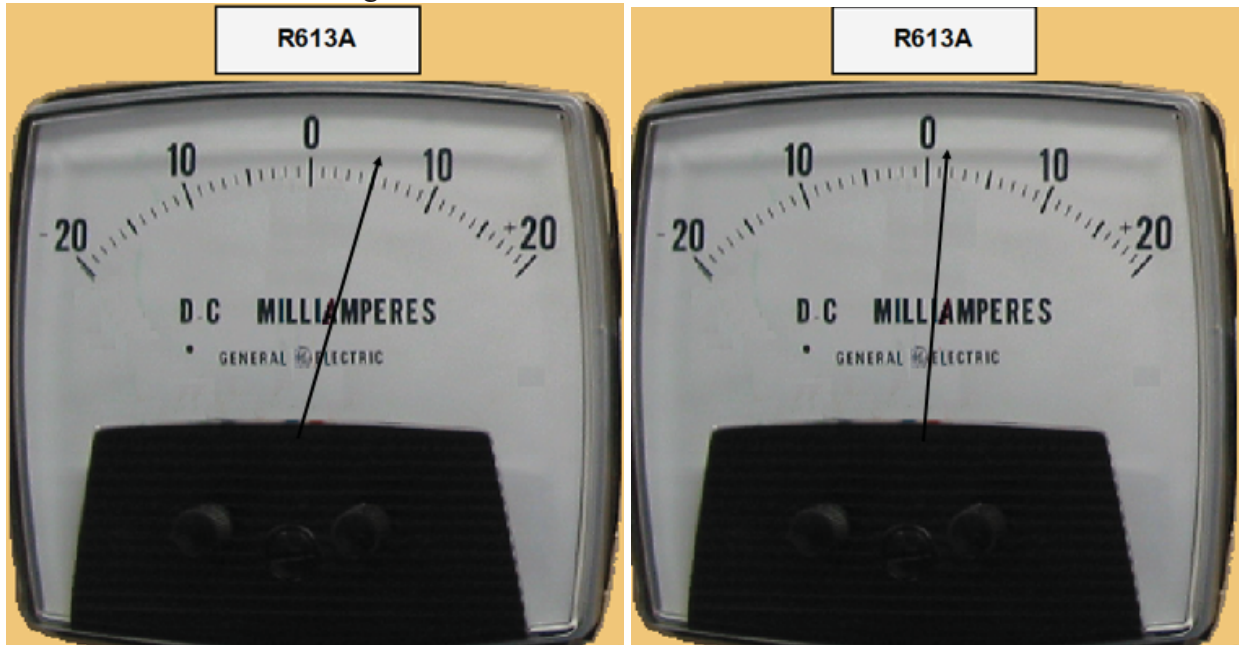 R613A
0
10 10
- 20 + 20
D-C MILLIAMPERES
GENERAL ELECTRIC
R613A
0
10 10
- 20 + 20
D-C MILLIAMPERES
GENERAL ELECTRIC